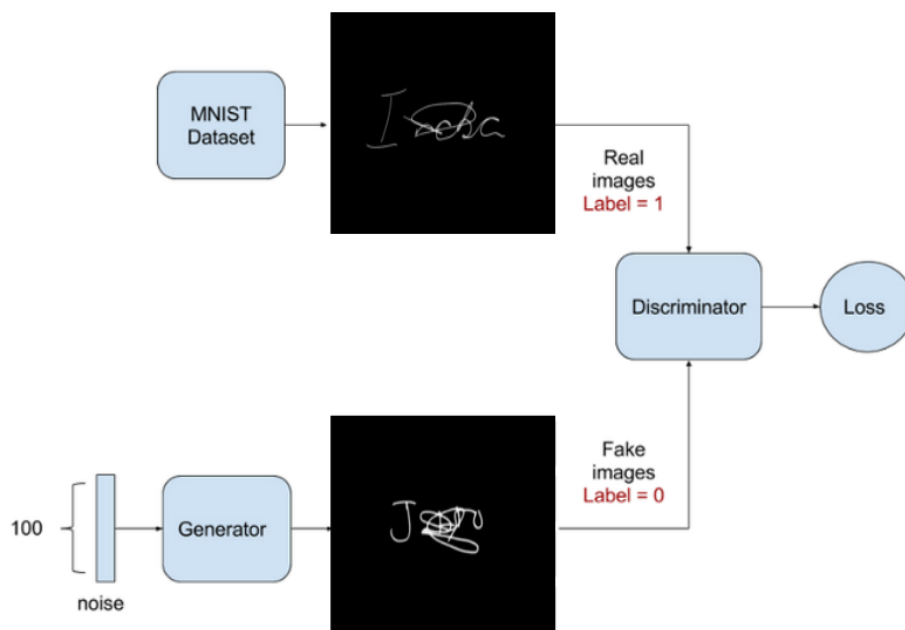 MNIST
Dataset
Real
images
Label = 1
Discriminator
Loss
Fake
images
Label = 0
100
Generator
noise